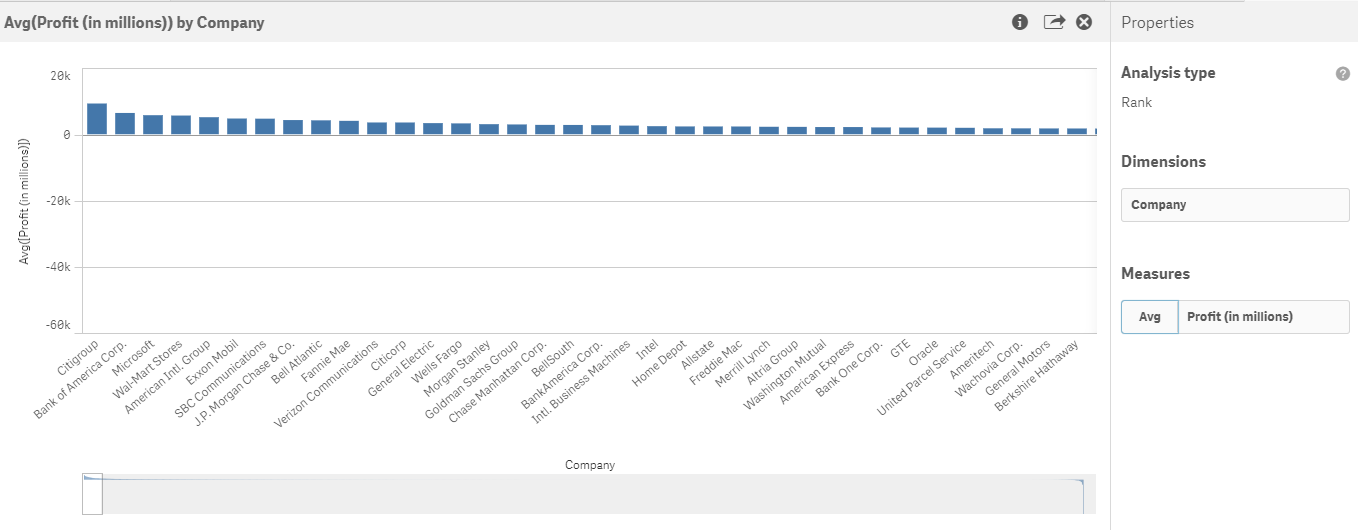 Avg(Profit (in millions)) by Company
Properties
Analysis type
Rank
Dimensions
Company
Measures
Avg Profit (in millions)
Avg([Profit (in millions)])
20k
0
-20k
-40k
-60k
Citigroup
Bank of America Corp.
Microsoft
Wal-Mart Stores
American Intl. Group
Exxon Mobil
SBC Communications
J.P. Morgan Chase & Co.
Bell Atlantic
Fannie Mae
Verizon Communications
Citicorp
General Electric
Wells Fargo
Morgan Stanley
Goldman Sachs Group
Chase Manhattan Corp.
BellSouth
BankAmerica Corp.
Intl. Business Machines
Intel
Home Depot
Allstate
Freddie Mac
Merrill Lynch
Altria Group
Washington Mutual
American Express
Bank One Corp.
GTE
Oracle
United Parcel Service
Ameritech
Wachovia Corp.
General Motors
Berkshire Hathaway
Company